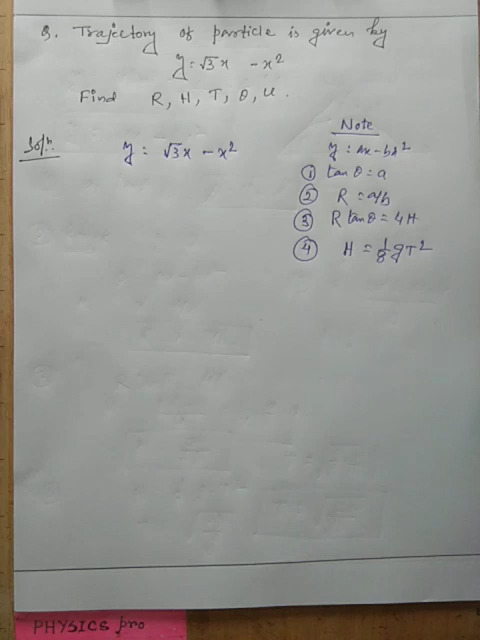 Q. Trajectory of particle is given by
y = √3x - x²
Find R, H, T, θ, u.
Soln:
y = √3x - x²
Note
y = ax - bx²
① tan θ = a
② R = a/b
③ R tan θ = 4H
④ H = 1/8 gT²
PHYSICS pro